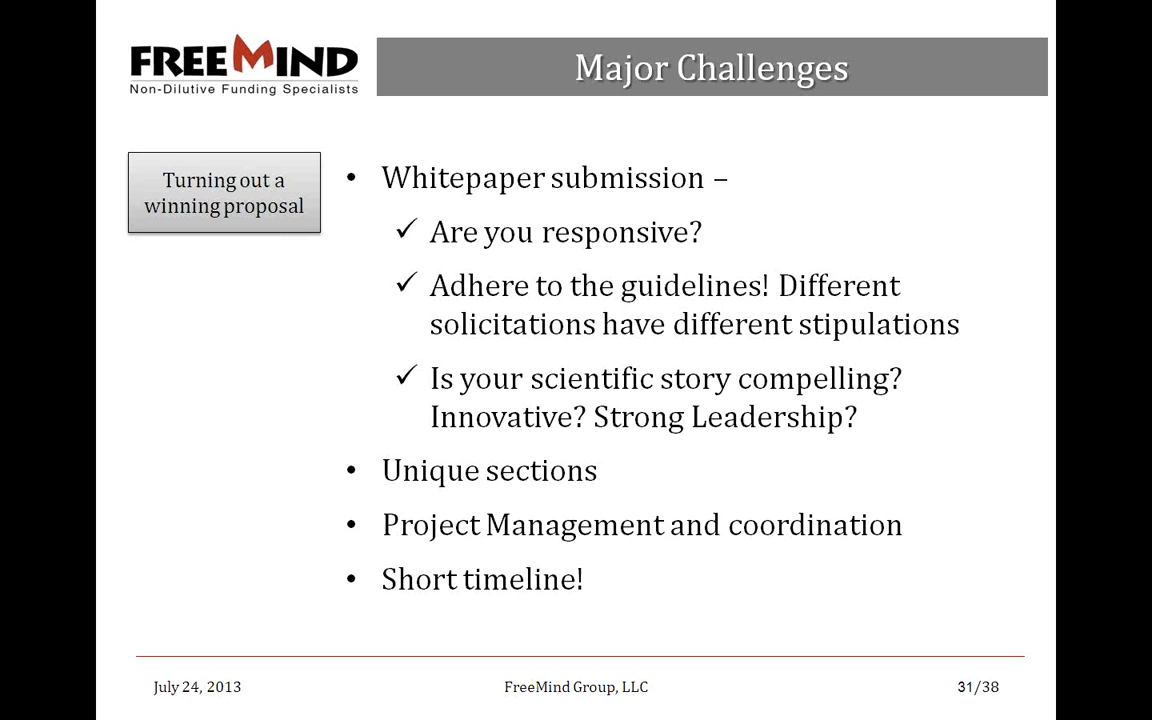 FREEMIND
Non-Dilutive Funding Specialists
Major Challenges
Turning out a
winning proposal
• Whitepaper submission –
✓ Are you responsive?
✓ Adhere to the guidelines! Different
solicitations have different stipulations
✓ Is your scientific story compelling?
Innovative? Strong Leadership?
• Unique sections
• Project Management and coordination
• Short timeline!
July 24, 2013
FreeMind Group, LLC
31/38